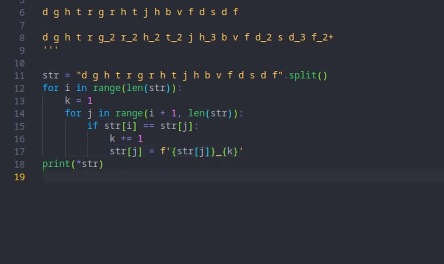 6 d g h t r g r h t j h b v f d s d f
7
8 d g h t r g_2 r_2 h_2 t_2 j h_3 b v f d_2 s d_3 f_2+
9 '''
10
11 str = "d g h t r g r h t j h b v f d s d f".split()
12 for i in range(len(str)):
13     k = 1
14     for j in range(i + 1, len(str)):
15         if str[i] == str[j]:
16             k += 1
17             str[j] = f'{str[j]}_{k}'
18 print(*str)
19